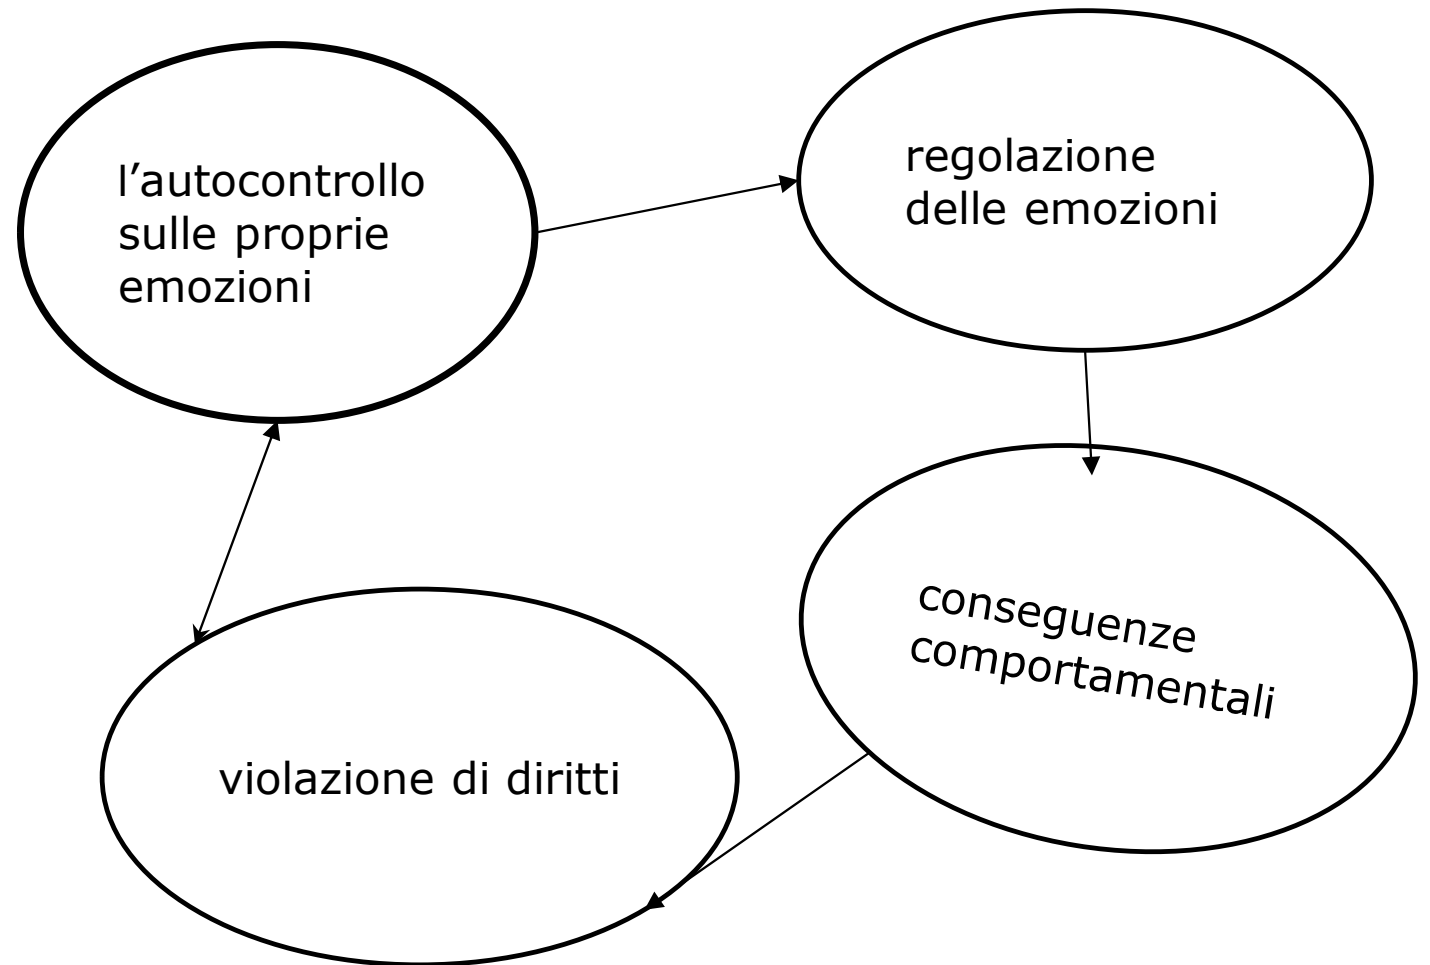 l’autocontrollo
sulle proprie
emozioni
regolazione
delle emozioni
conseguenze
comportamentali
violazione di diritti